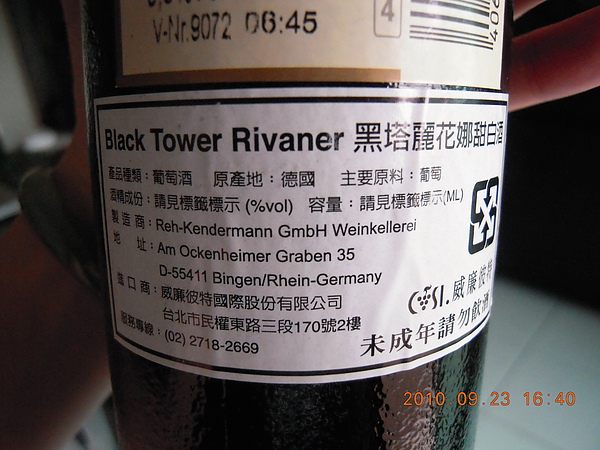 V-Nr.9072 06:45
4
Black Tower Rivaner 黑塔麗花娜甜白酒
產品種類：葡萄酒 原產地：德國 主要原料：葡萄
酒精成份：請見標籤標示 (%vol) 容量：請見標籤標示(ML)
製造商：Reh-Kendermann GmbH Weinkellerei
地址：Am Ockenheimer Graben 35
D-55411 Bingen/Rhein-Germany
進口商：威廉彼特國際股份有限公司
台北市民權東路三段170號2樓
服務專線：(02) 2718-2669
COSI. 威廉彼特
未成年請勿飲酒
2010 09.23 16:40